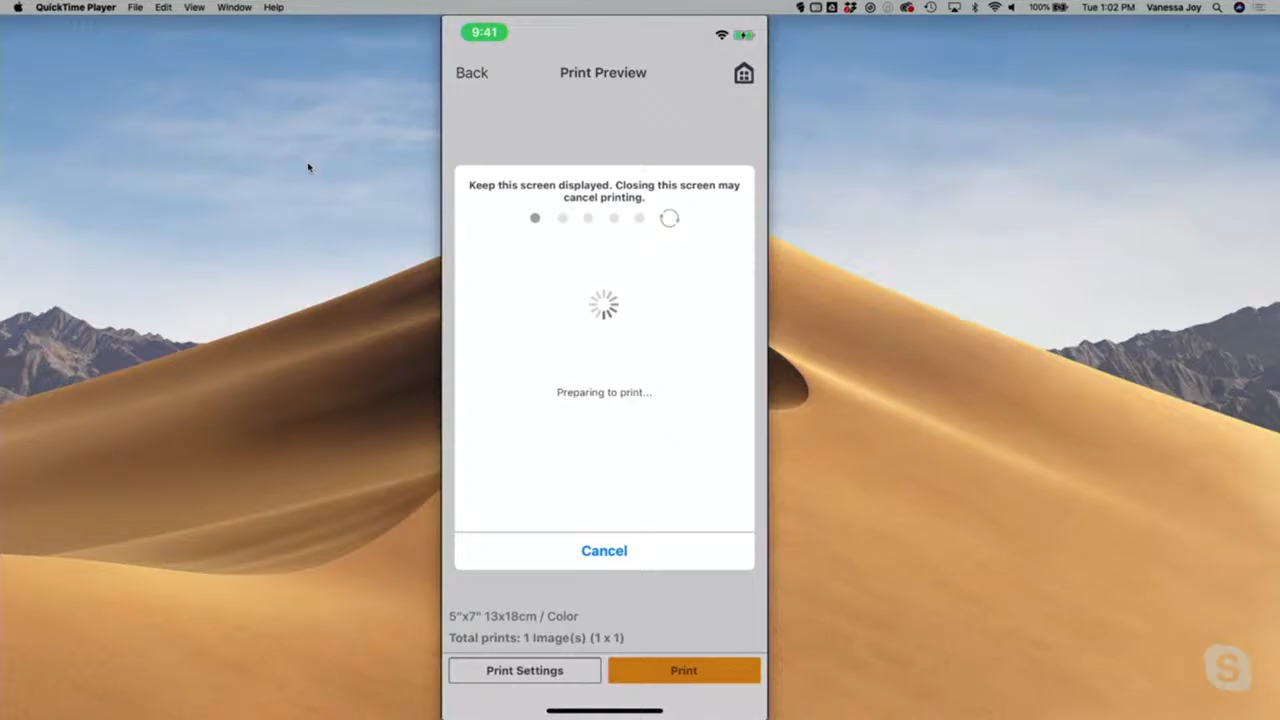 QuickTime Player File Edit View Window Help 100% Tue 1:02 PM Vanessa Joy
9:41
Back Print Preview
Keep this screen displayed. Closing this screen may
cancel printing.
Preparing to print...
Cancel
5"x7" 13x18cm / Color
Total prints: 1 Image(s) (1 x 1)
Print Settings Print
S